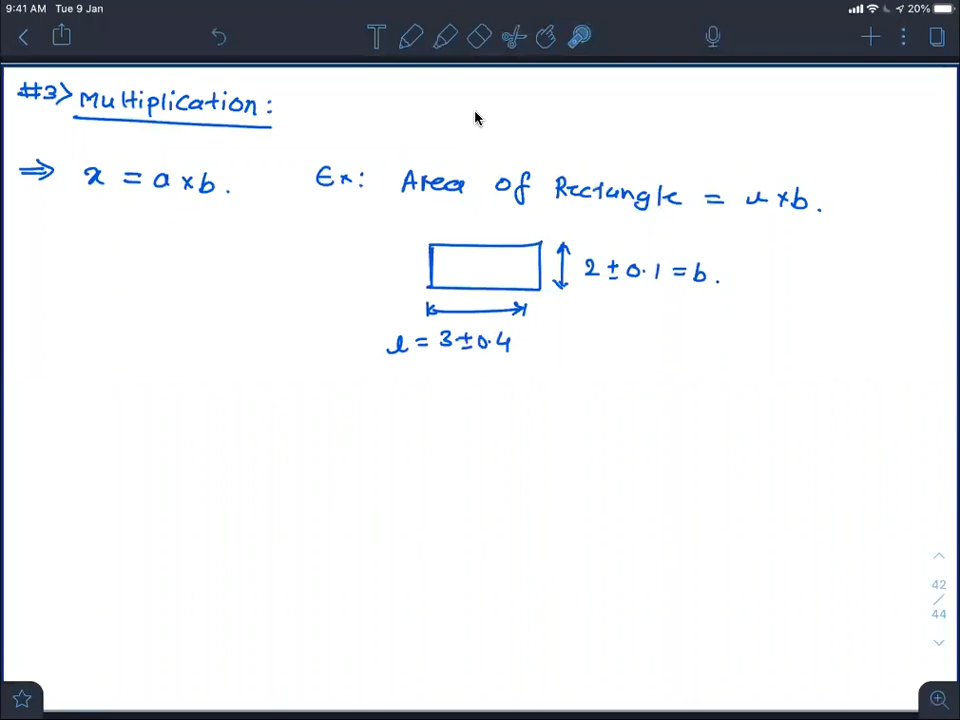 9:41 AM Tue 9 Jan 20%
#3> Multiplication:
⇒ x = a × b. Ex: Area of Rectangle = l × b.
2 ± 0.1 = b.
l = 3 ± 0.4
42
/
44